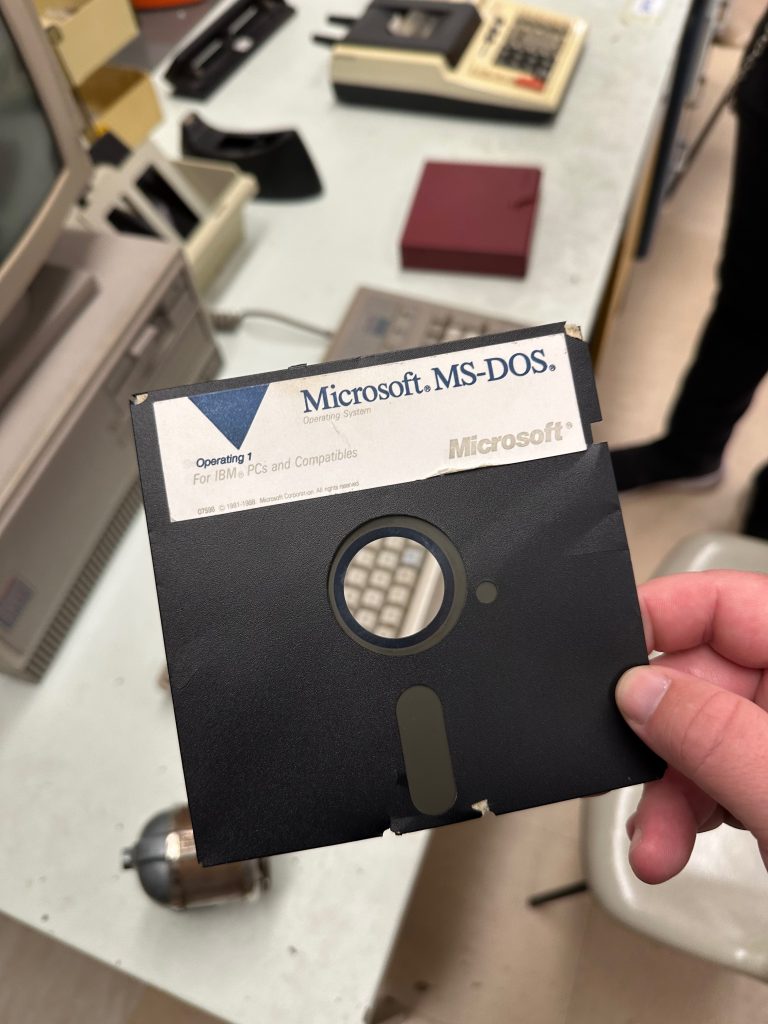 Microsoft® MS-DOS®
Operating System
Operating 1
For IBM® PCs and Compatibles
Microsoft®
07598 © 1981-1988 Microsoft Corporation. All rights reserved.